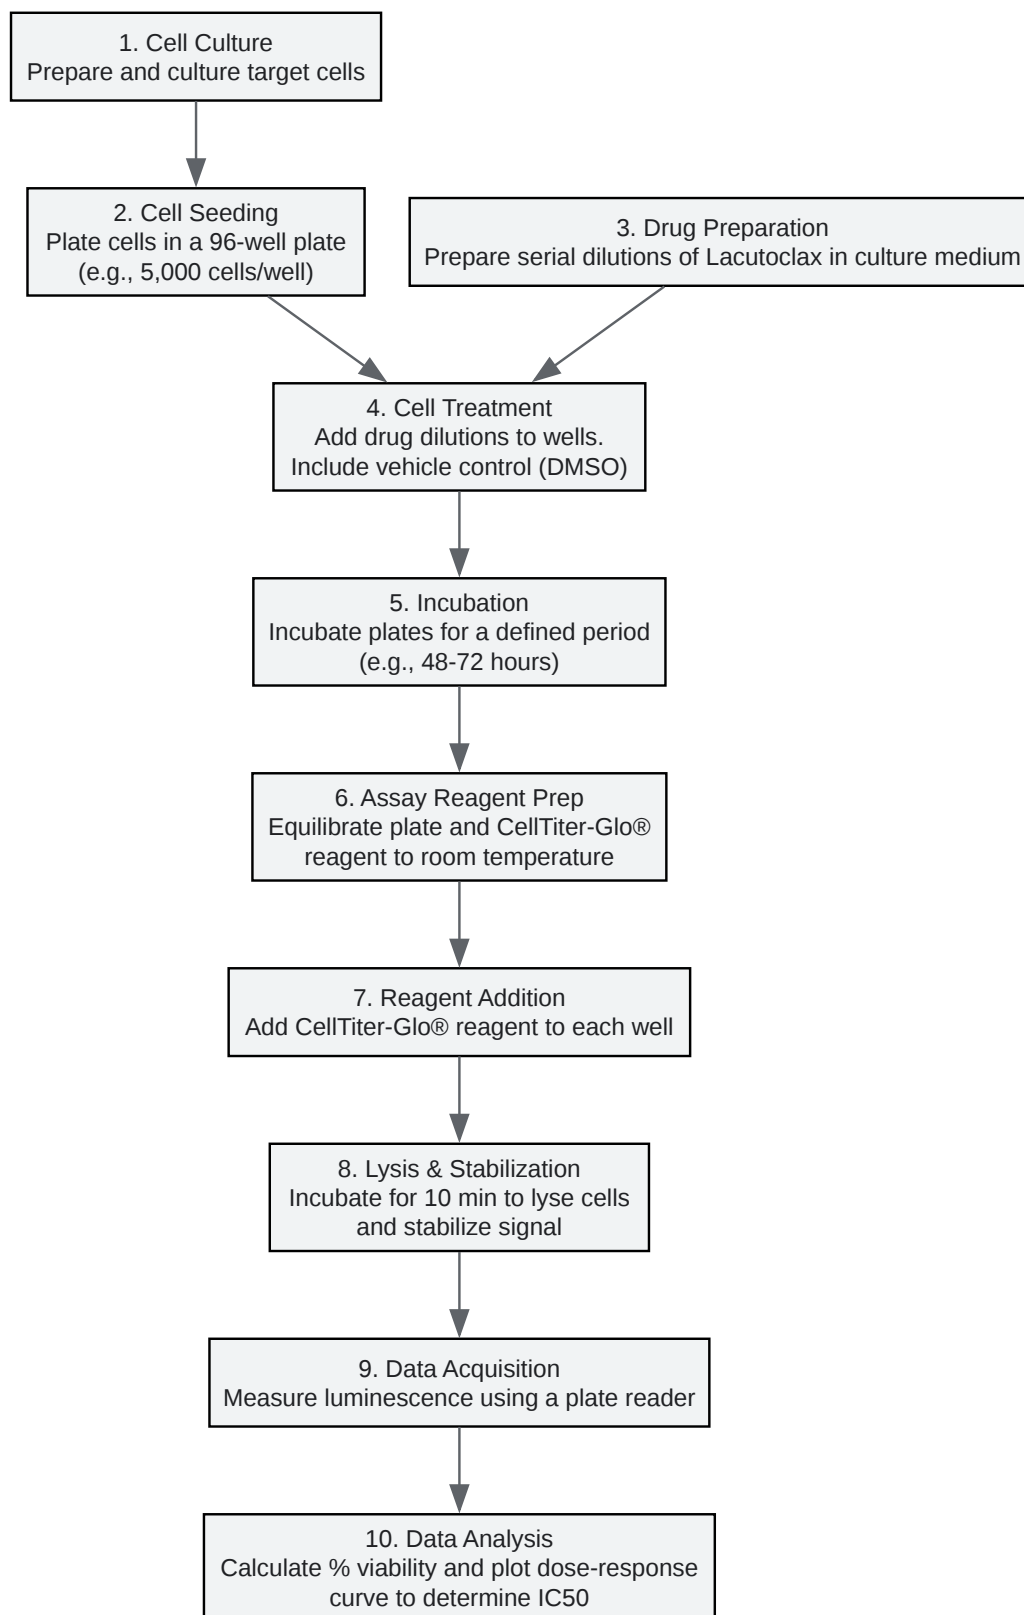 1. Cell Culture
Prepare and culture target cells
2. Cell Seeding
Plate cells in a 96-well plate
(e.g., 5,000 cells/well)
3. Drug Preparation
Prepare serial dilutions of Lacutoclax in culture medium
4. Cell Treatment
Add drug dilutions to wells.
Include vehicle control (DMSO)
5. Incubation
Incubate plates for a defined period
(e.g., 48-72 hours)
6. Assay Reagent Prep
Equilibrate plate and CellTiter-Glo®
reagent to room temperature
7. Reagent Addition
Add CellTiter-Glo® reagent to each well
8. Lysis & Stabilization
Incubate for 10 min to lyse cells
and stabilize signal
9. Data Acquisition
Measure luminescence using a plate reader
10. Data Analysis
Calculate % viability and plot dose-response
curve to determine IC50